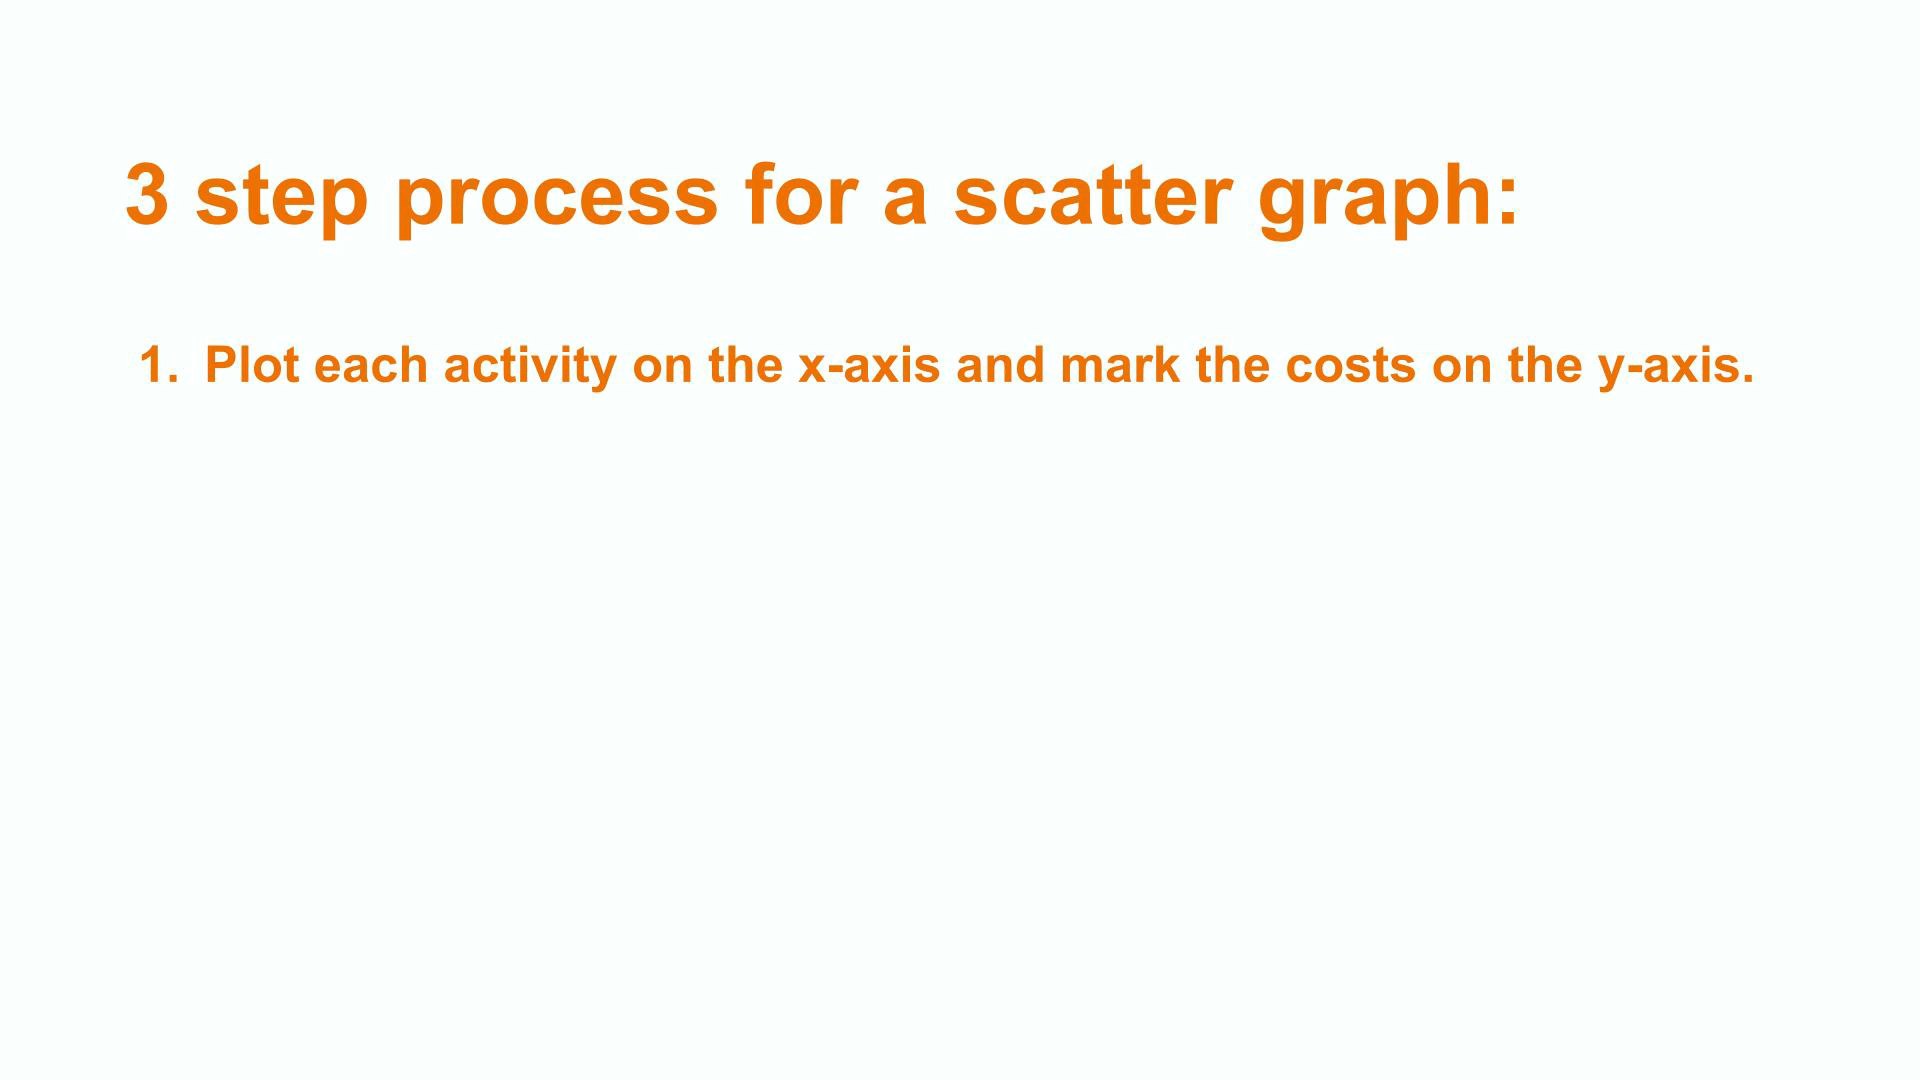 3 step process for a scatter graph:
1. Plot each activity on the x-axis and mark the costs on the y-axis.